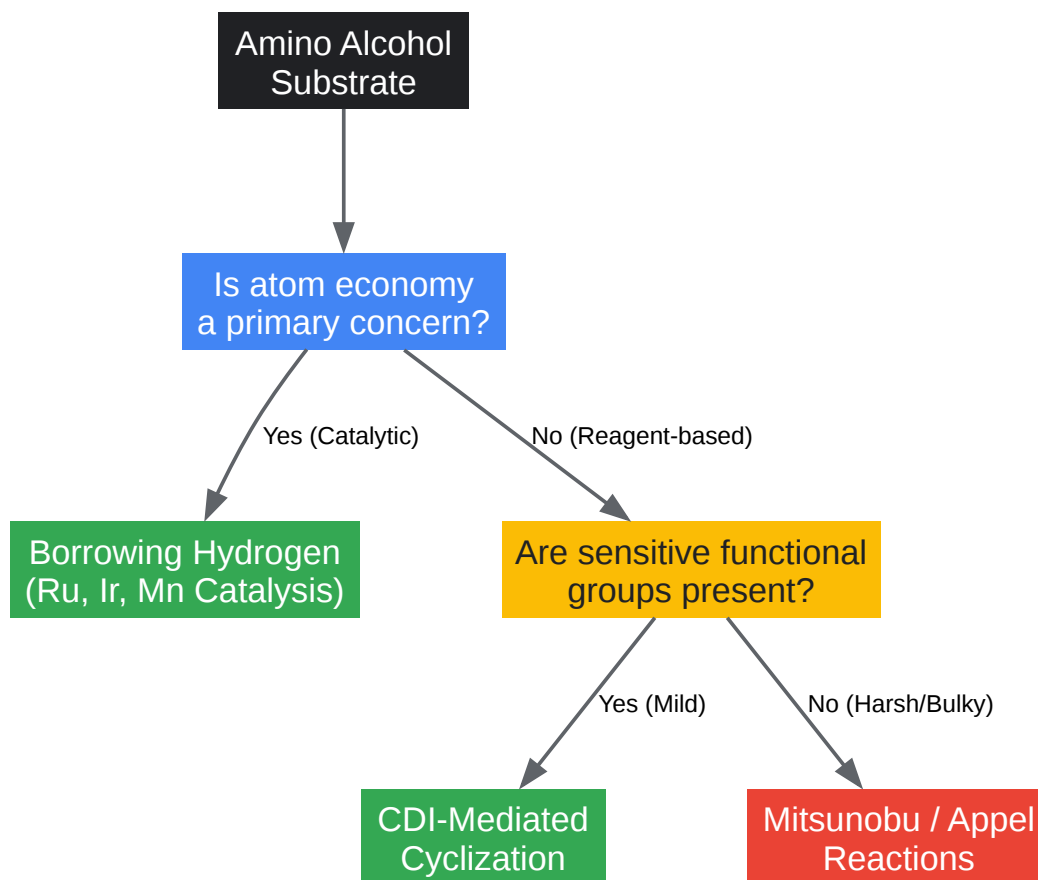 Amino Alcohol
Substrate
Is atom economy
a primary concern?
Yes (Catalytic)
No (Reagent-based)
Borrowing Hydrogen
(Ru, Ir, Mn Catalysis)
Are sensitive functional
groups present?
Yes (Mild)
No (Harsh/Bulky)
CDI-Mediated
Cyclization
Mitsunobu / Appel
Reactions